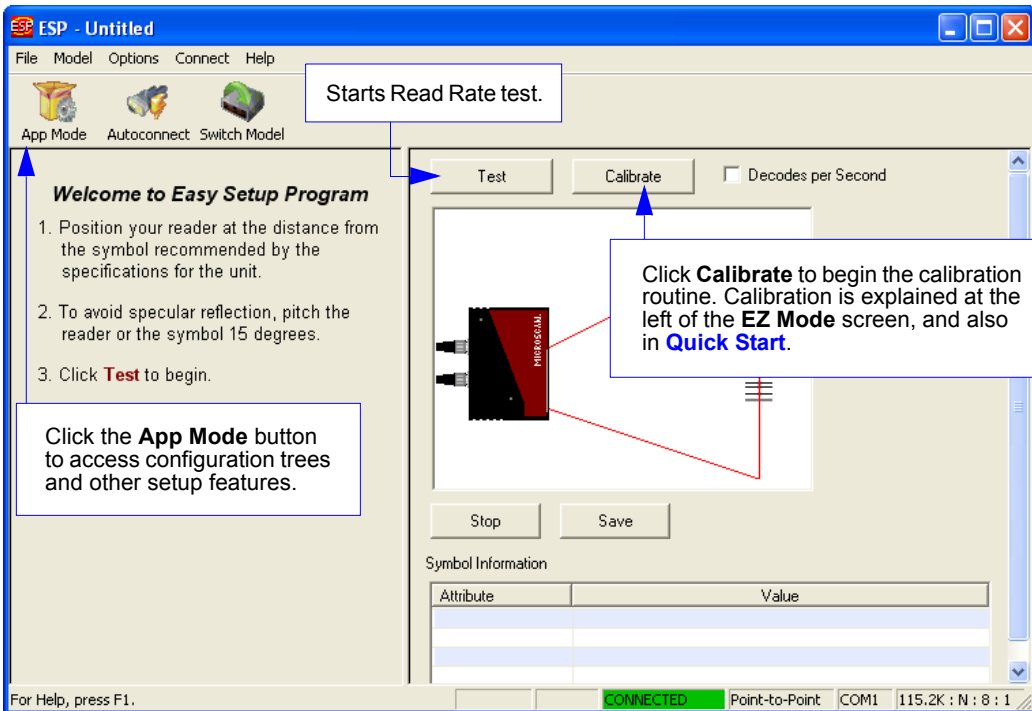 ESP - Untitled
File Model Options Connect Help
App Mode Autoconnect Switch Model
Starts Read Rate test.
Welcome to Easy Setup Program
1. Position your reader at the distance from
the symbol recommended by the
specifications for the unit.
2. To avoid specular reflection, pitch the
reader or the symbol 15 degrees.
3. Click Test to begin.
Click the App Mode button
to access configuration trees
and other setup features.
Test Calibrate Decodes per Second
Click Calibrate to begin the calibration
routine. Calibration is explained at the
left of the EZ Mode screen, and also
in Quick Start.
MICROSCAN.
Stop Save
Symbol Information
Attribute Value
For Help, press F1.
CONNECTED Point-to-Point COM1 115.2K : N : 8 : 1